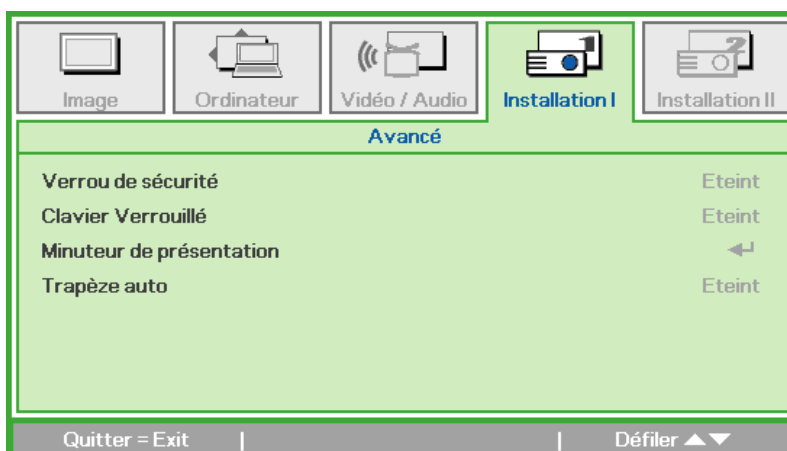 Image
Ordinateur
Vidéo / Audio
Installation I
Installation II
Avancé
Verrou de sécurité Eteint
Clavier Verrouillé Eteint
Minuteur de présentation
Trapèze auto Eteint
Quitter = Exit | | Défiler ▲▼